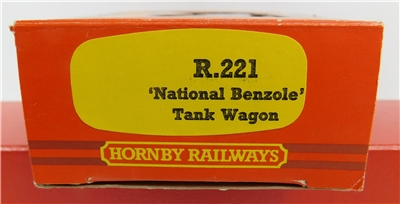 R.221
'National Benzole'
Tank Wagon
HORNBY RAILWAYS